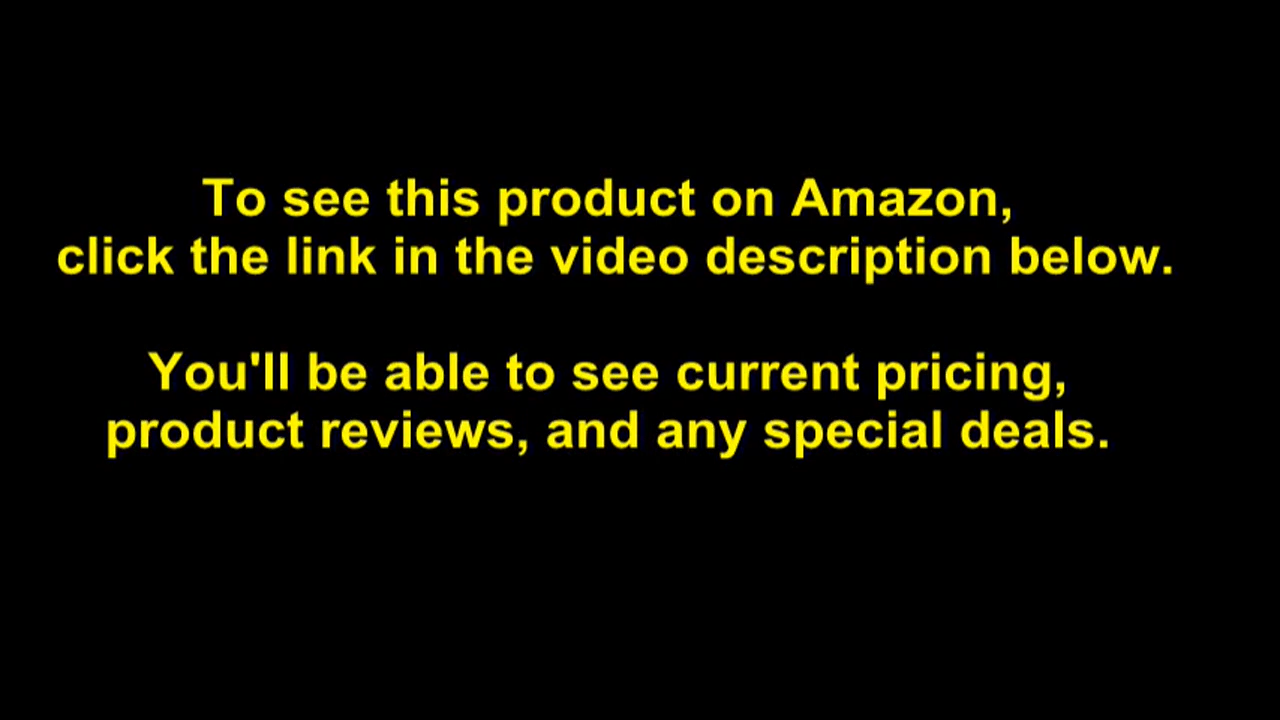 To see this product on Amazon,
click the link in the video description below.
You'll be able to see current pricing,
product reviews, and any special deals.